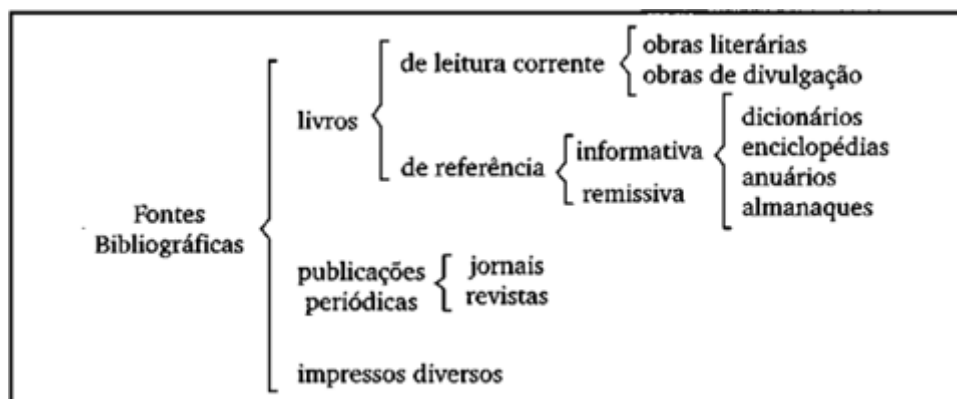 de leitura corrente
obras literárias
obras de divulgação
livros
de referência
informativa
remissiva
dicionários
enciclopédias
anuários
almanaques
Fontes
Bibliográficas
publicações
periódicas
jornais
revistas
impressos diversos